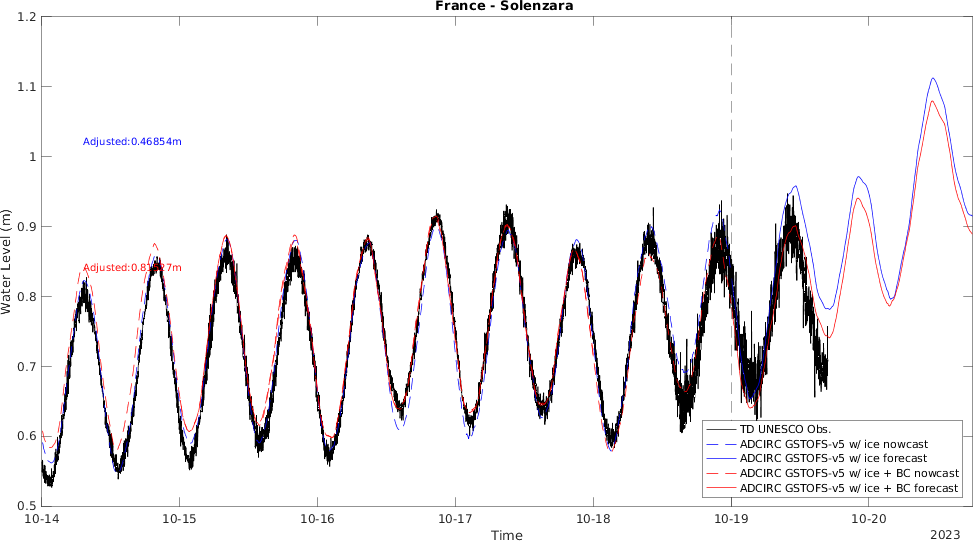 France - Solenzara
1.2
1.1
1
0.9
0.8
0.7
0.6
0.5
Water Level (m)
Adjusted:0.46854m
TD UNESCO Obs.
ADCIRC GSTOFS-v5 w/ ice nowcast
ADCIRC GSTOFS-v5 w/ ice forecast
ADCIRC GSTOFS-v5 w/ ice + BC nowcast
ADCIRC GSTOFS-v5 w/ ice + BC forecast
10-14 10-15 10-16 10-17 10-18 10-19 10-20
Time
2023